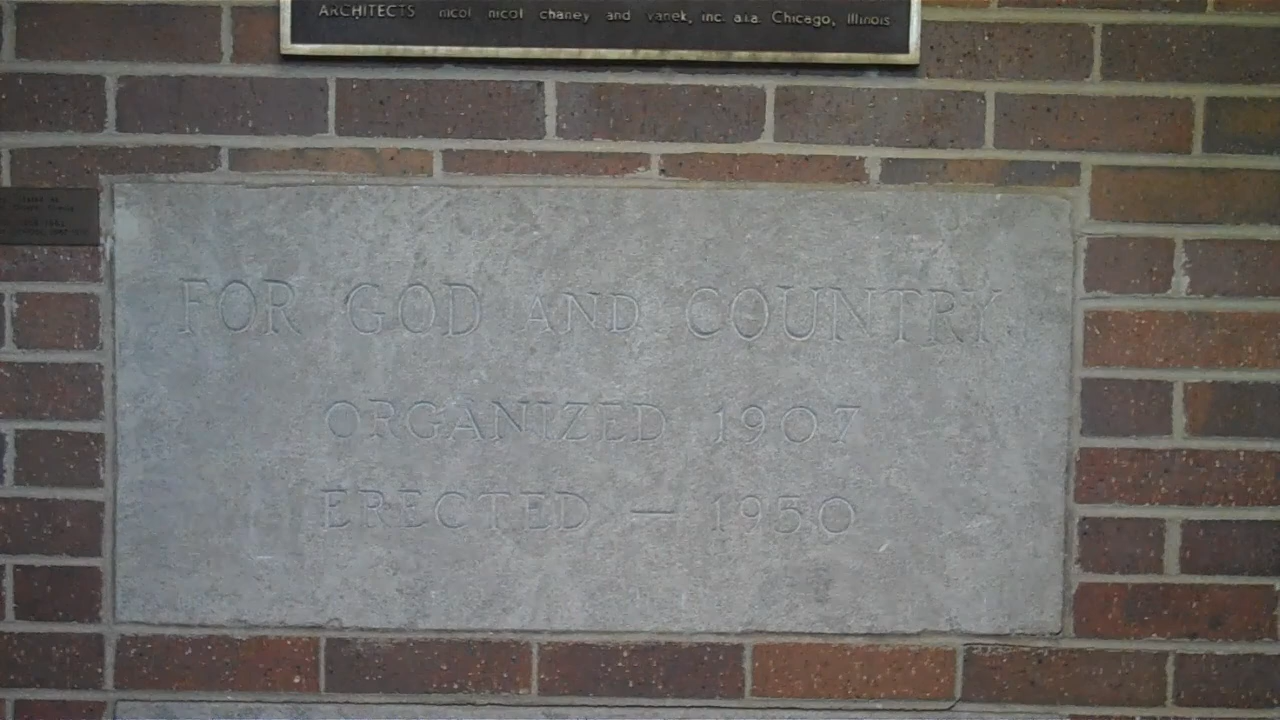 ARCHITECTS nicol nicol chaney and vanek, inc. a.i.a. Chicago, Illinois
FOR GOD AND COUNTRY
ORGANIZED 1907
ERECTED — 1950